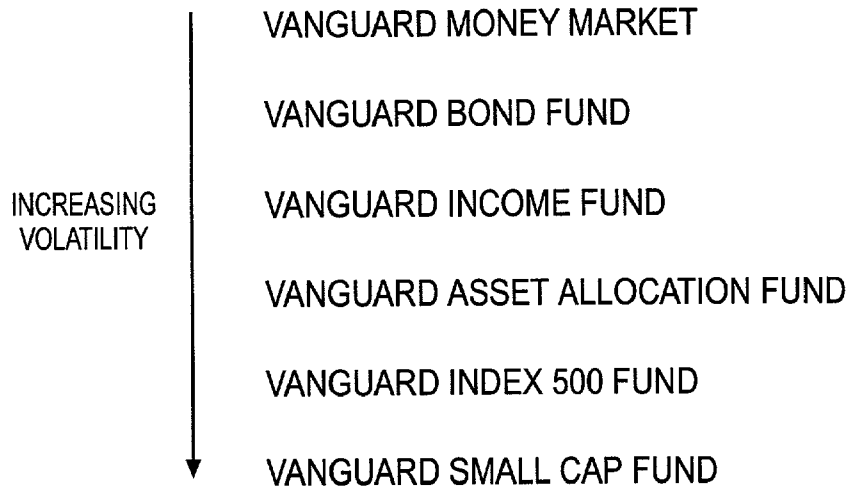 VANGUARD MONEY MARKET
VANGUARD BOND FUND
INCREASING
VOLATILITY
VANGUARD INCOME FUND
VANGUARD ASSET ALLOCATION FUND
VANGUARD INDEX 500 FUND
VANGUARD SMALL CAP FUND